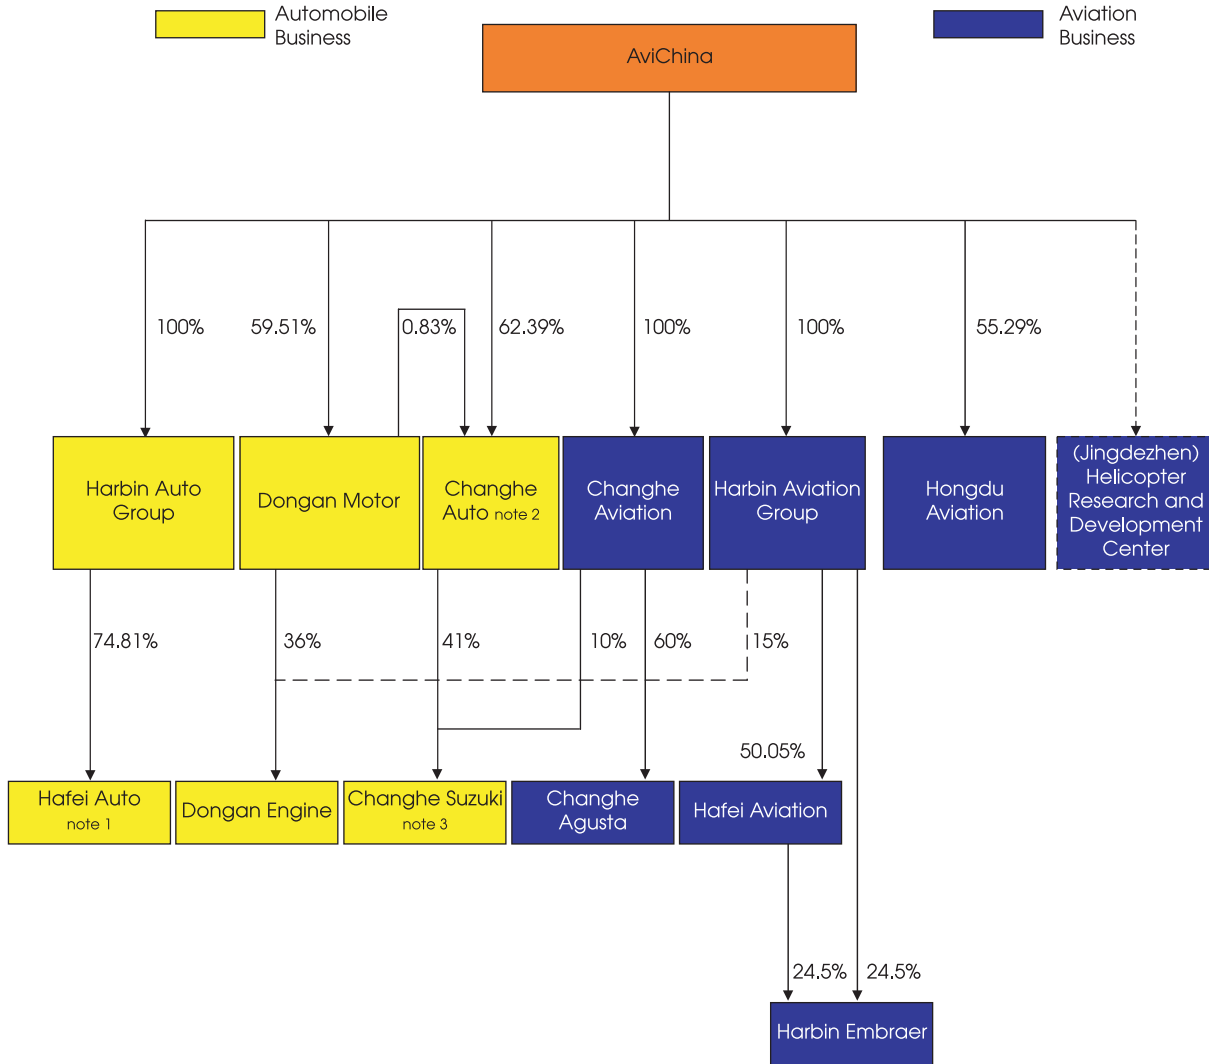 Automobile
Business
Aviation
Business
AviChina
100%
59.51%
0.83%
62.39%
100%
100%
55.29%
Harbin Auto
Group
Dongan Motor
Changhe
Auto note 2
Changhe
Aviation
Harbin Aviation
Group
Hongdu
Aviation
(Jingdezhen)
Helicopter
Research and
Development
Center
74.81%
36%
41%
10%
60%
15%
50.05%
Hafei Auto
note 1
Dongan Engine
Changhe Suzuki
note 3
Changhe
Agusta
Hafei Aviation
24.5%
24.5%
Harbin Embraer